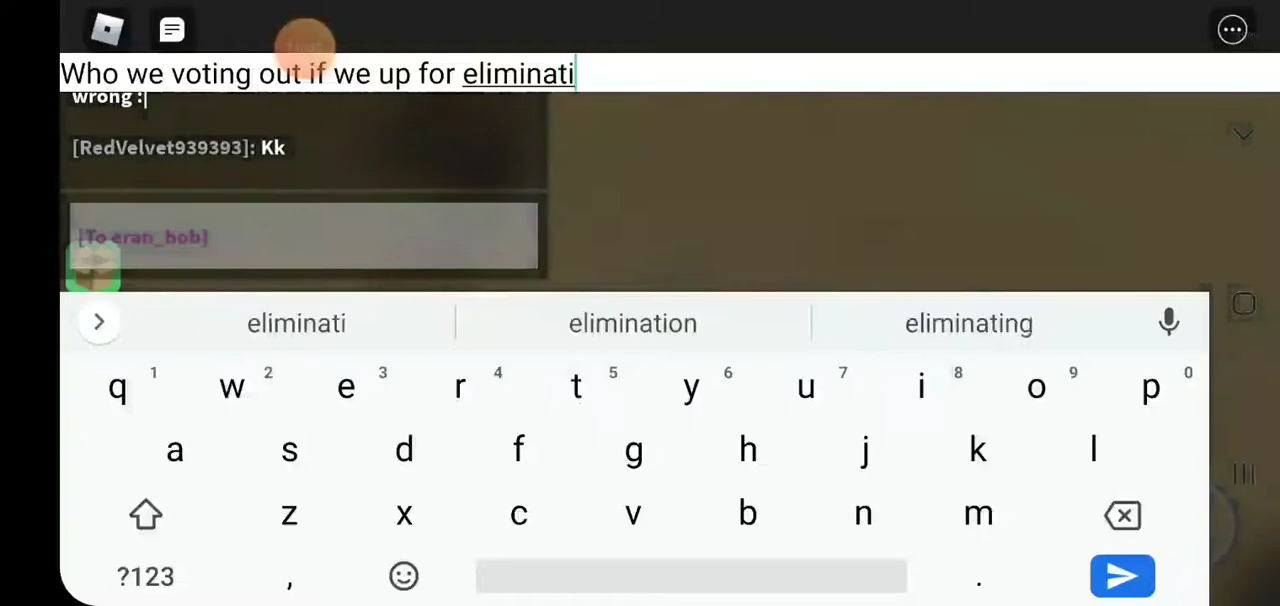 Who we voting out if we up for eliminati
wrong :|
[RedVelvet939393]: Kk
[To eran_bob]
eliminati elimination eliminating
q 1 w 2 e 3 r 4 t 5 y 6 u 7 i 8 o 9 p 0
a s d f g h j k l
z x c v b n m
?123 , .